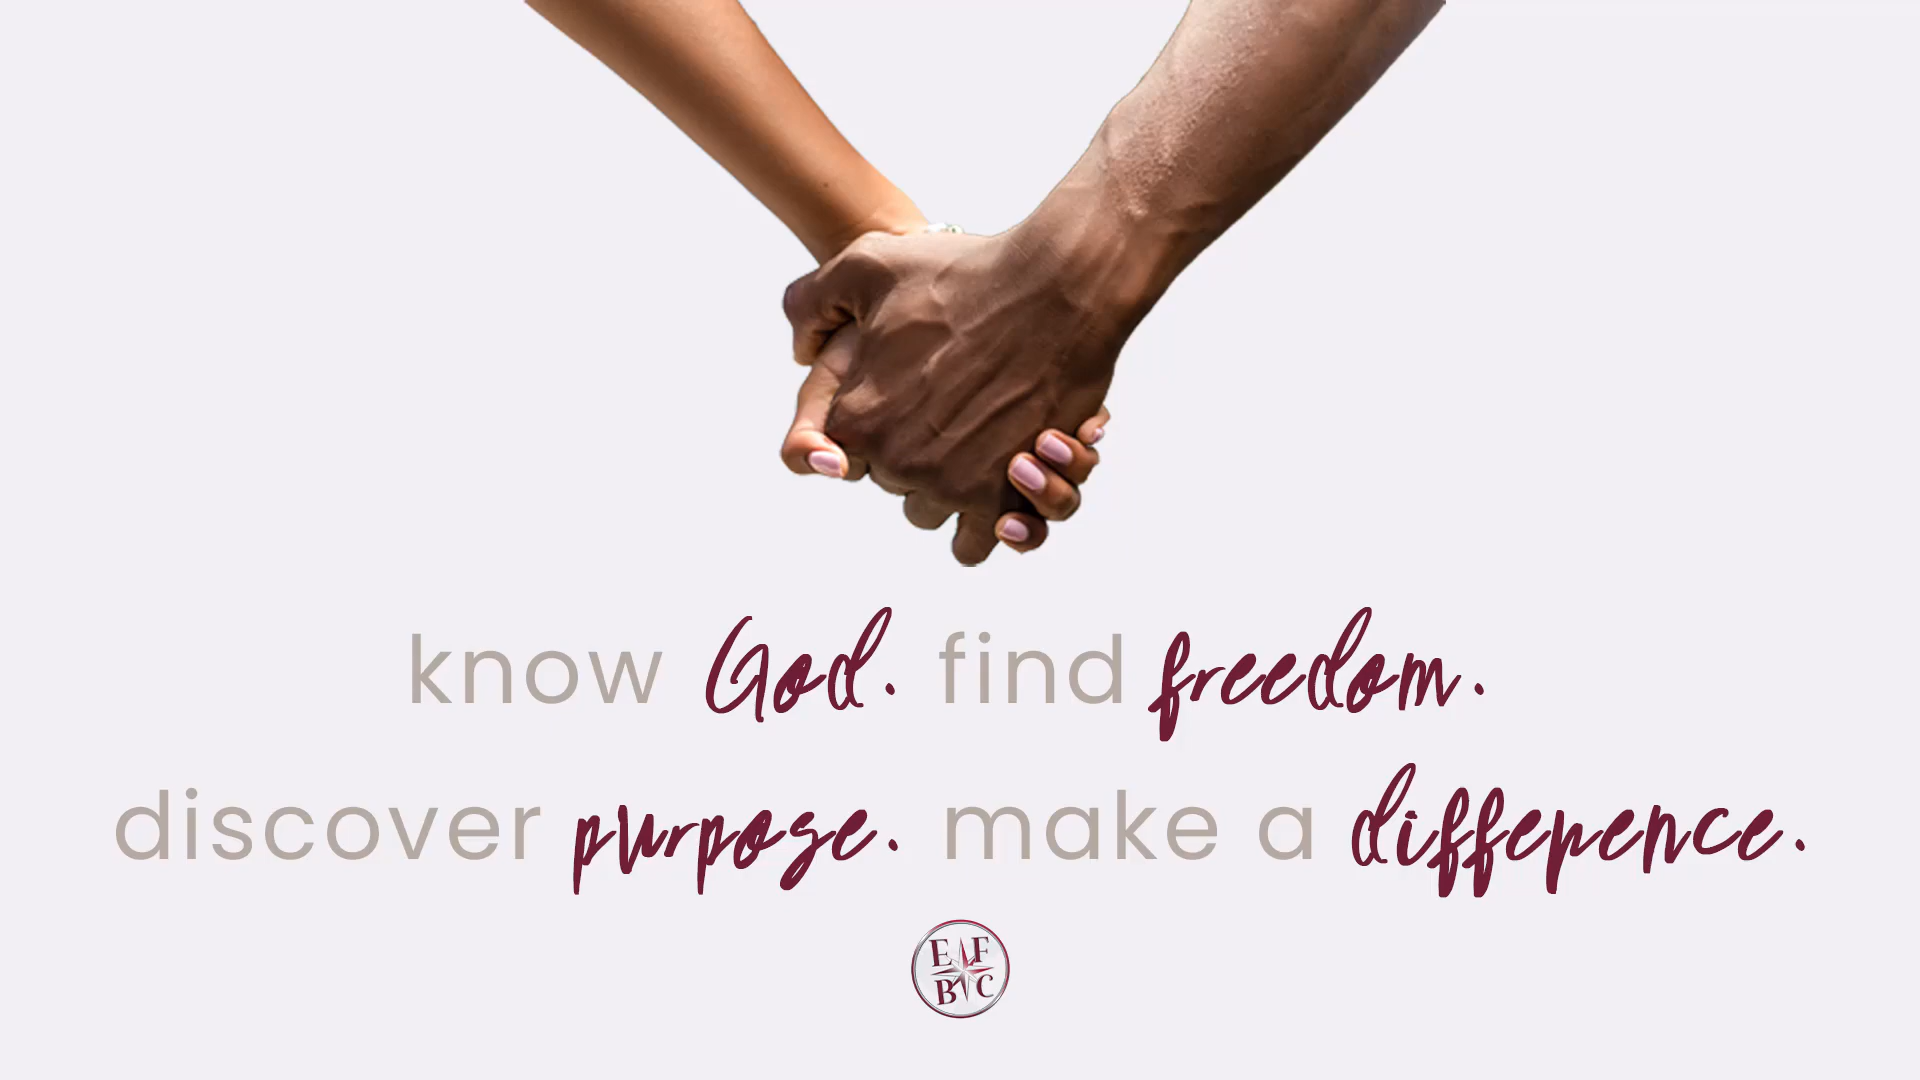 know God. find freedom.
discover purpose. make a difference.
E F
B C